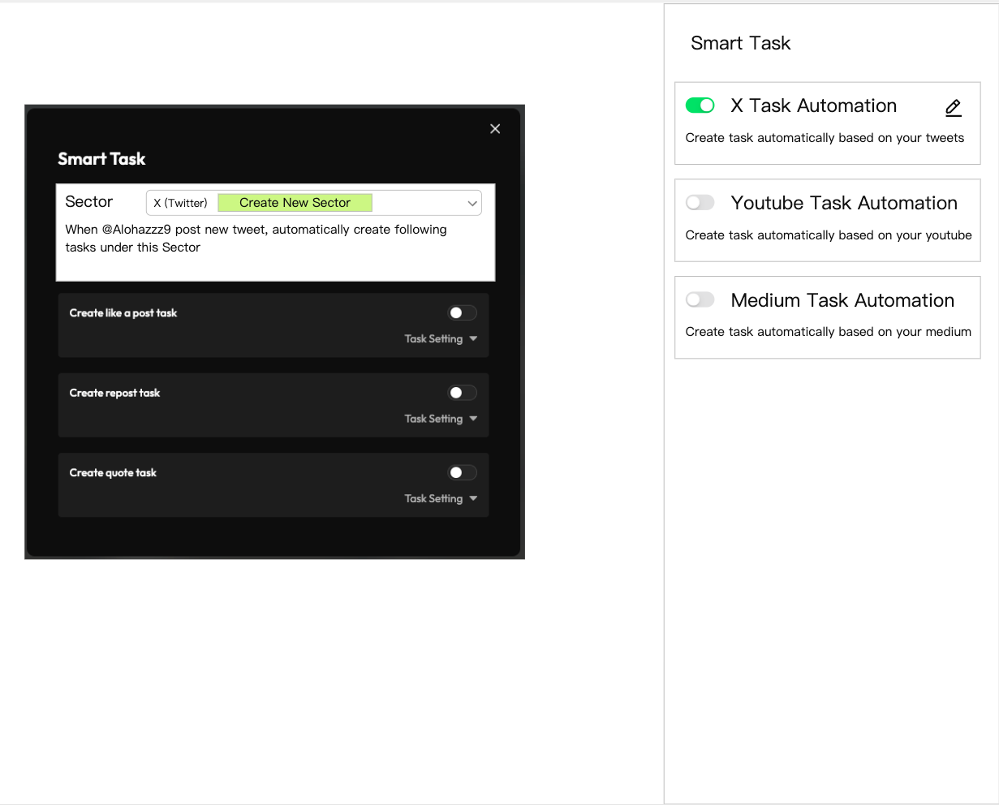 Smart Task
Sector
X (Twitter)
Create New Sector
When @Alohazzz9 post new tweet, automatically create following
tasks under this Sector
Create like a post task
Task Setting
Create repost task
Task Setting
Create quote task
Task Setting
Smart Task
X Task Automation
Create task automatically based on your tweets
Youtube Task Automation
Create task automatically based on your youtube
Medium Task Automation
Create task automatically based on your medium